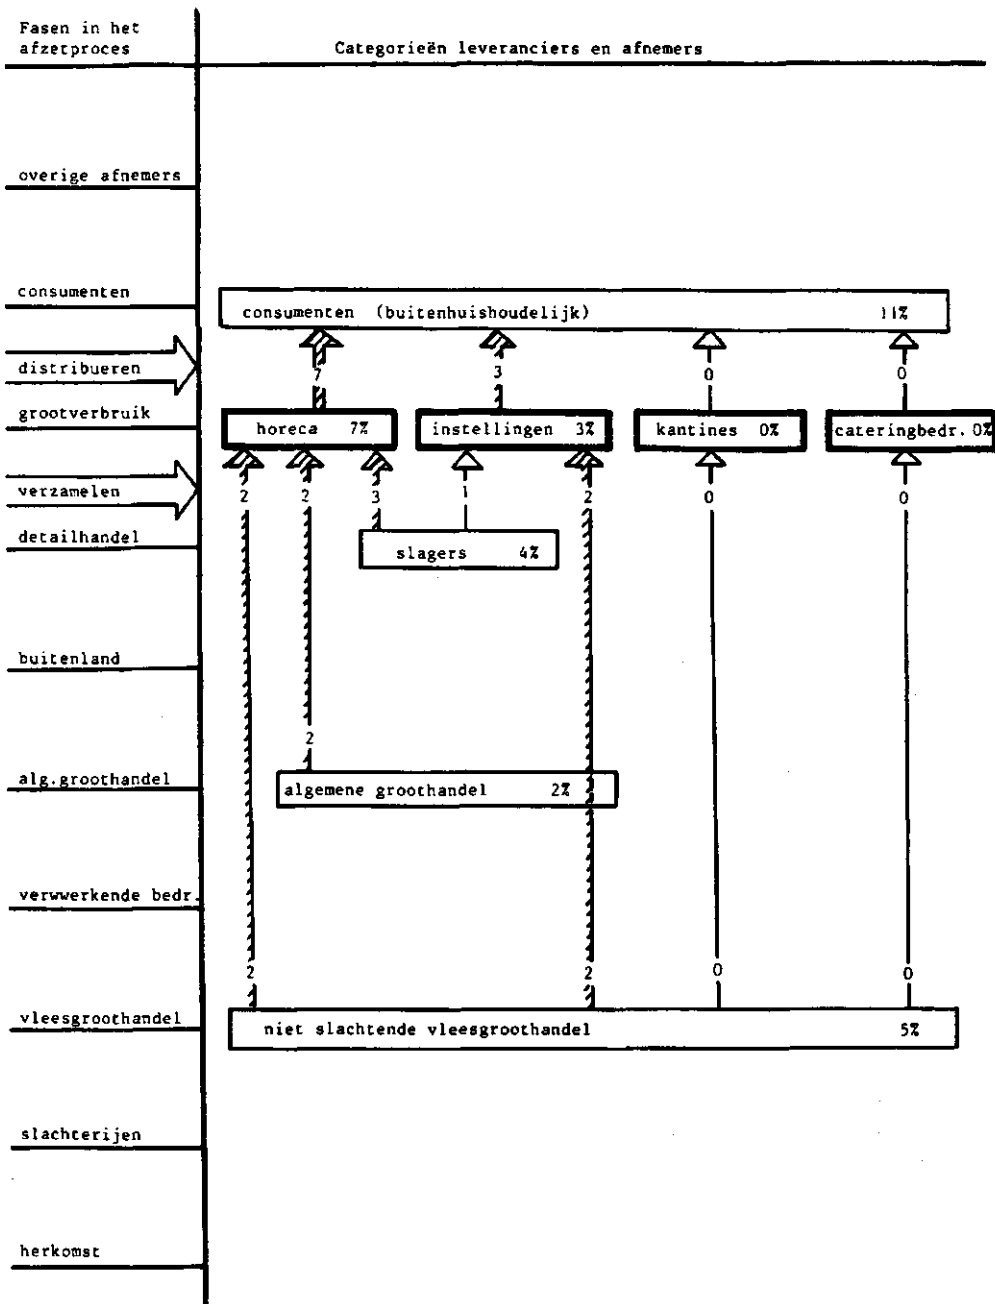 Fasen in het
afzetproces
Categorieën leveranciers en afnemers
overige afnemers
consumenten
consumenten (buitenhuishoudelijk) 11%
distribueren
7 3 0 0
grootverbruik
horeca 7% instellingen 3% kantines 0% cateringbedr. 0%
verzamelen
2 2 3 1 2 0 0
detailhandel
slagers 4%
buitenland
2
alg.groothandel
algemene groothandel 2%
verwwerkende bedr.
2 2 0 0
vleesgroothandel
niet slachtende vleesgroothandel 5%
slachterijen
herkomst